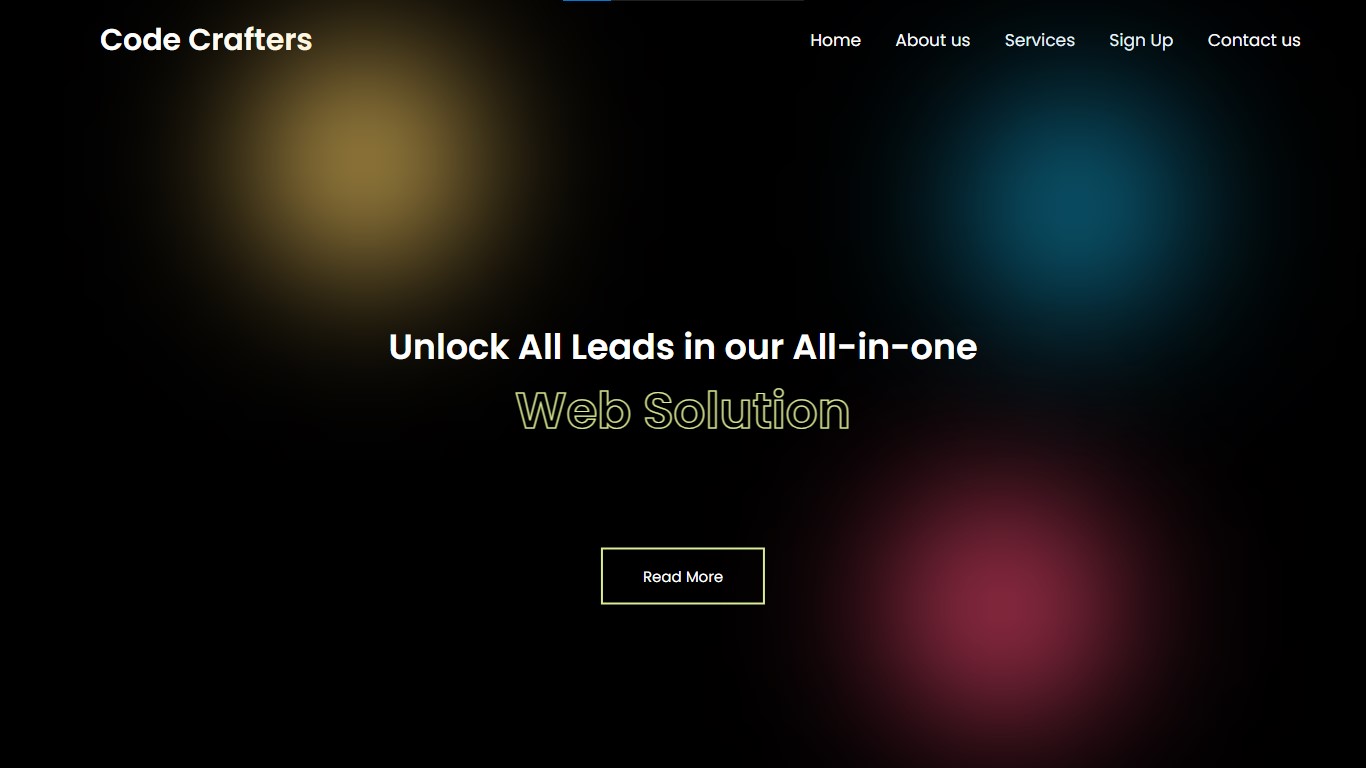 Code Crafters
Home About us Services Sign Up Contact us
Unlock All Leads in our All-in-one
Web Solution
Read More